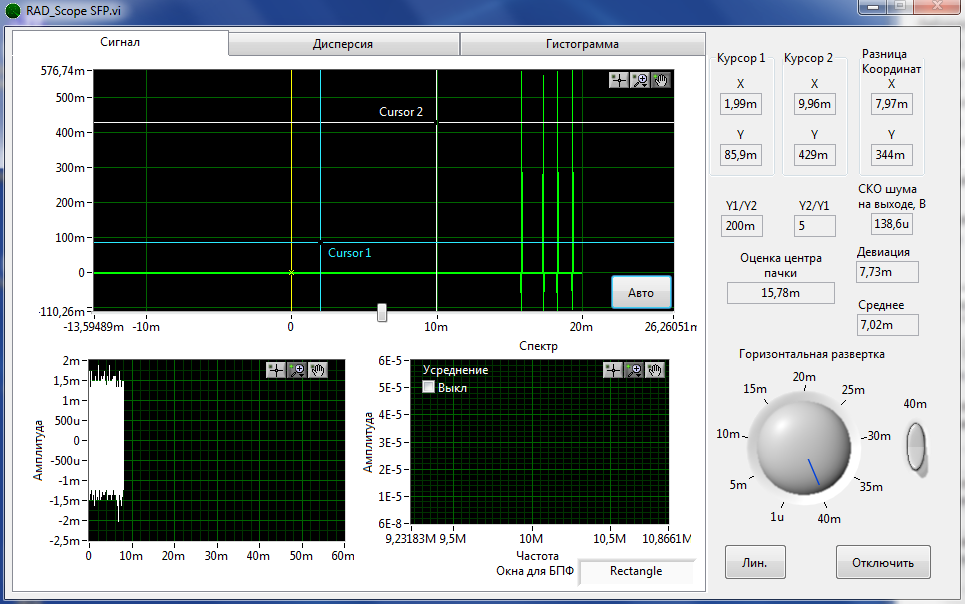 RAD_Scope SFP.vi
Сигнал
Дисперсия
Гистограмма
576,74m
500m
400m
300m
200m
100m
0
-110,26m
Cursor 2
Cursor 1
Авто
-13,59489m
-10m
0
10m
20m
26,26051m
Курсор 1
X
1,99m
Y
85,9m
Курсор 2
X
9,96m
Y
429m
Разница
Координат
X
7,97m
Y
344m
Y1/Y2
200m
Y2/Y1
5
СКО шума
на выходе, В
138,6u
Оценка центра
пачки
15,78m
Девиация
7,73m
Среднее
7,02m
Горизонтальная развертка
1u
5m
10m
15m
20m
25m
30m
35m
40m
40m
Лин.
Отключить
Амплитуда
2m
1,5m
1m
500u
0
-500u
-1m
-1,5m
-2m
-2,5m
0
10m
20m
30m
40m
50m
60m
Спектр
Усреднение
Выкл
Амплитуда
6E-5
5E-5
4E-5
3E-5
2E-5
1E-5
6E-8
9,23183M
9,5M
10M
10,5M
10,8661M
Частота
Окна для БПФ
Rectangle